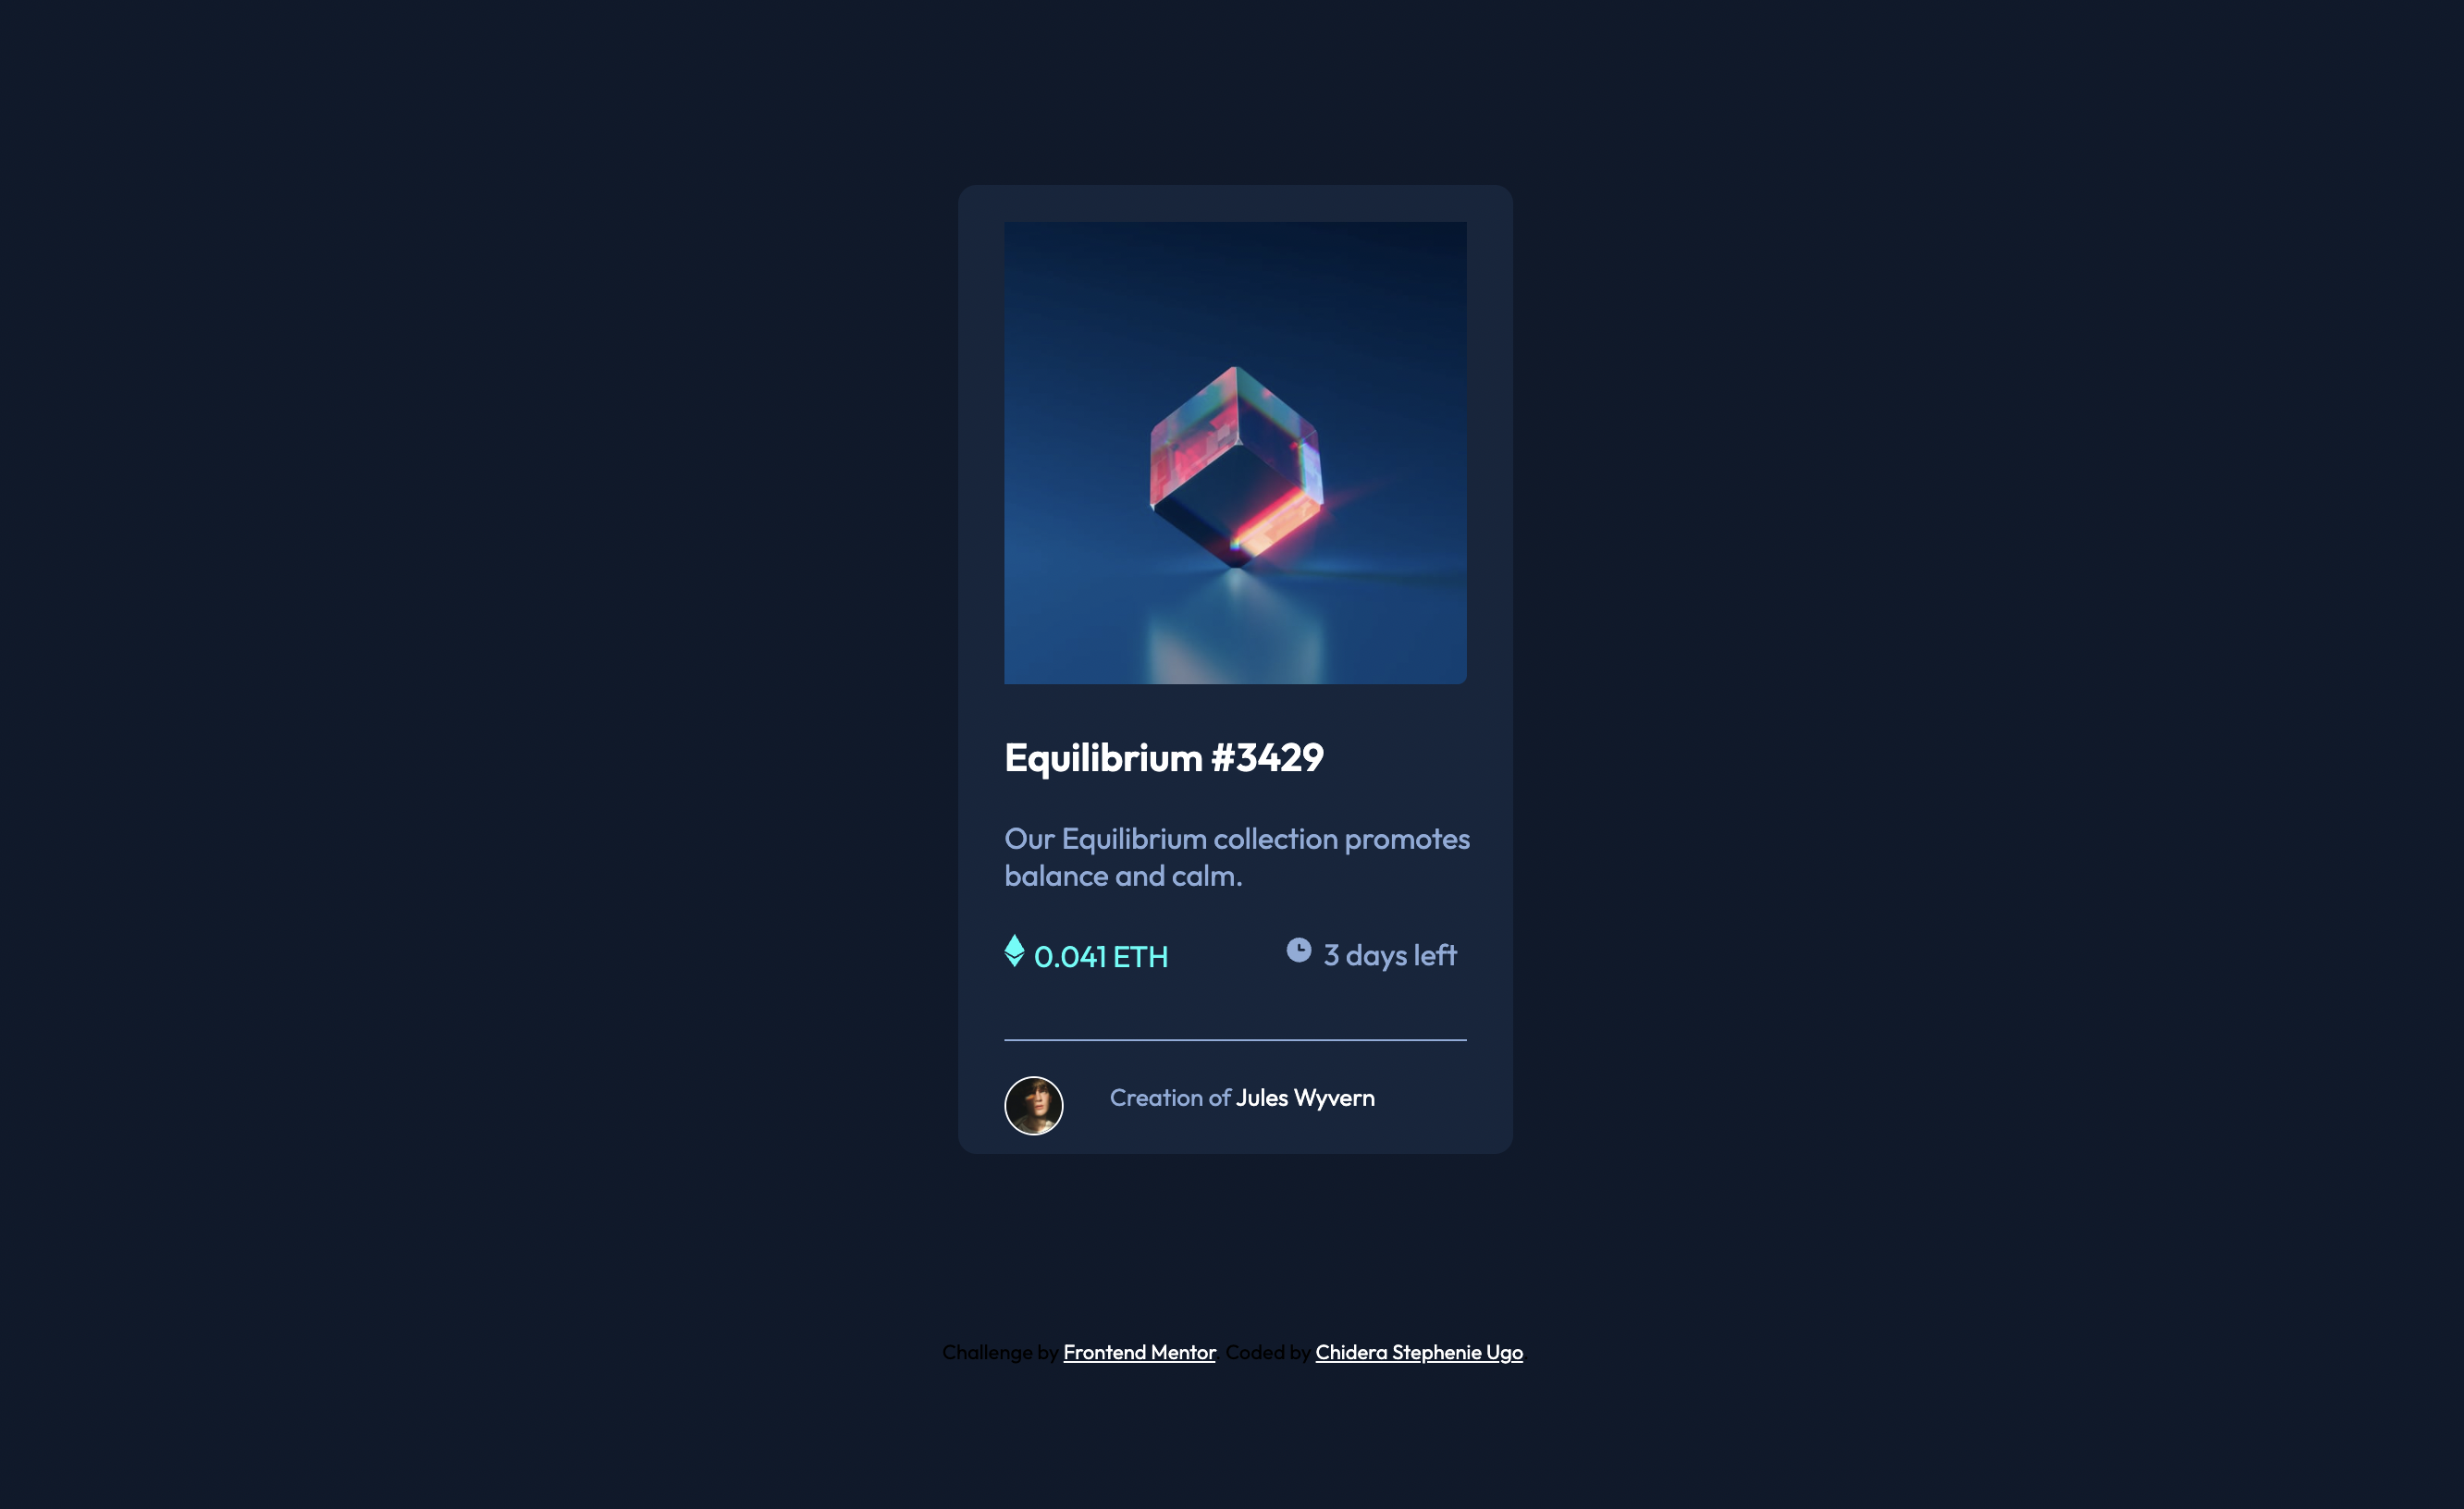 Equilibrium #3429
Our Equilibrium collection promotes
balance and calm.
0.041 ETH
3 days left
Creation of Jules Wyvern
Challenge by Frontend Mentor. Coded by Chidera Stephenie Ugo.